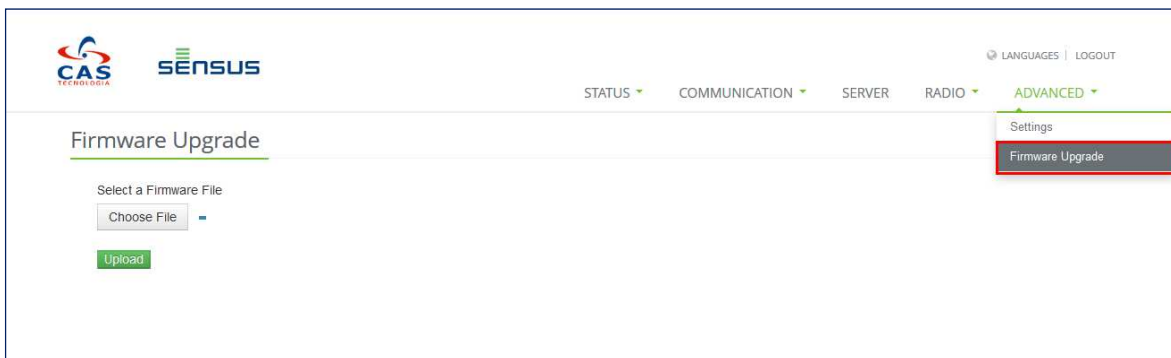 CAS
TECNOLOGIA
sensus
LANGUAGES LOGOUT
STATUS COMMUNICATION SERVER RADIO ADVANCED
Settings
Firmware Upgrade
Firmware Upgrade
Select a Firmware File
Choose File
Upload